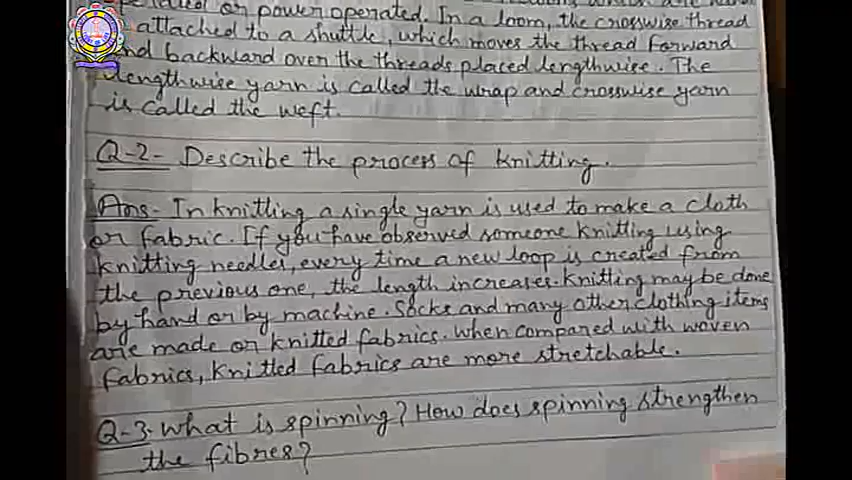 or power operated. In a loom, the crosswise thread
attached to a shuttle, which moves the thread forward
and backward over the threads placed lengthwise. The
lengthwise yarn is called the wrap and crosswise yarn
is called the weft.
Q-2- Describe the process of knitting.
Ans- In knitting a single yarn is used to make a cloth
or fabric. If you have observed someone knitting using
knitting needles, every time a new loop is created from
the previous one, the length increases. Knitting may be done
by hand or by machine. Socks and many other clothing items
are made or knitted fabrics. When compared with woven
fabrics, knitted fabrics are more stretchable.
Q-3. What is spinning? How does spinning strengthen
the fibres?